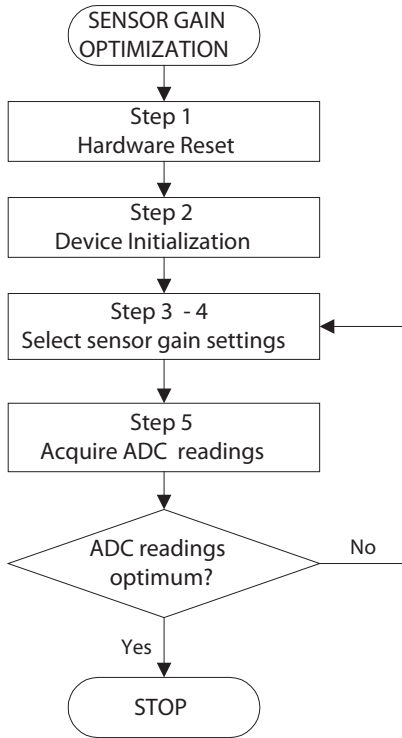 SENSOR GAIN
OPTIMIZATION
Step 1
Hardware Reset
Step 2
Device Initialization
Step 3 - 4
Select sensor gain settings
Step 5
Acquire ADC readings
ADC readings
optimum?
No
Yes
STOP